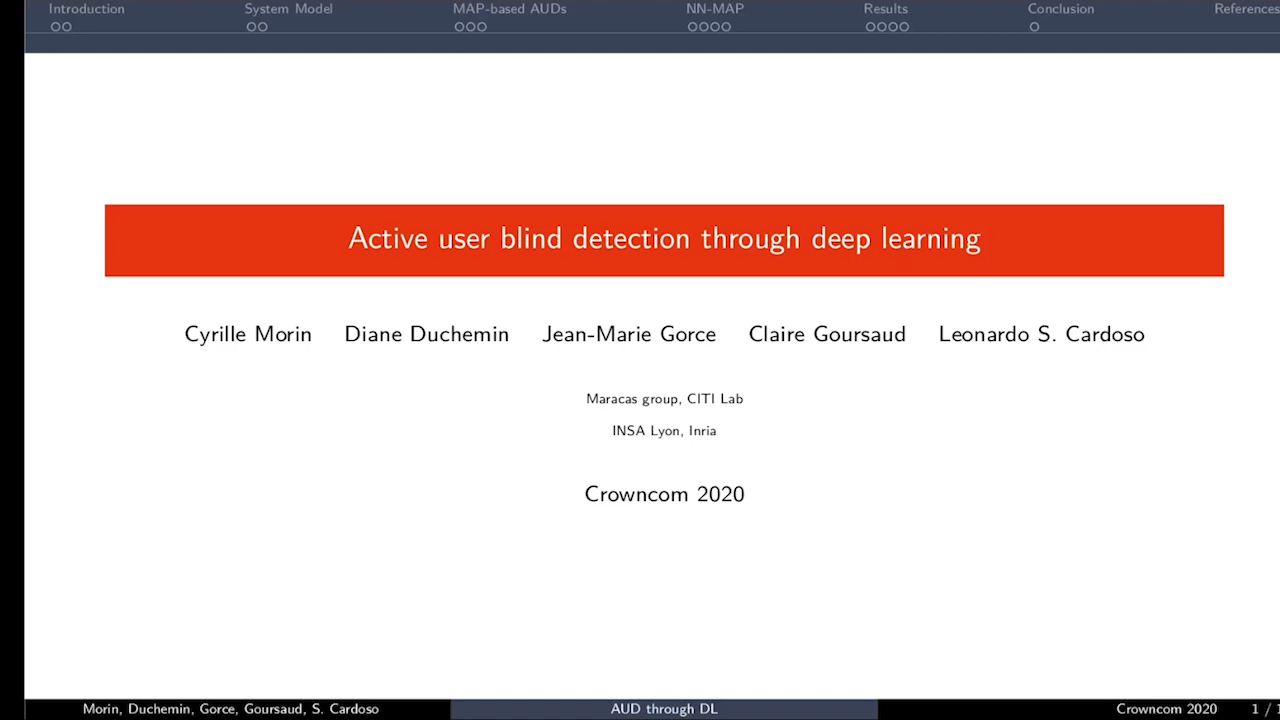 Introduction System Model MAP-based AUDs NN-MAP Results Conclusion References
Active user blind detection through deep learning
Cyrille Morin Diane Duchemin Jean-Marie Gorce Claire Goursaud Leonardo S. Cardoso
Maracas group, CITI Lab
INSA Lyon, Inria
Crowncom 2020
Morin, Duchemin, Gorce, Goursaud, S. Cardoso AUD through DL Crowncom 2020 1 /